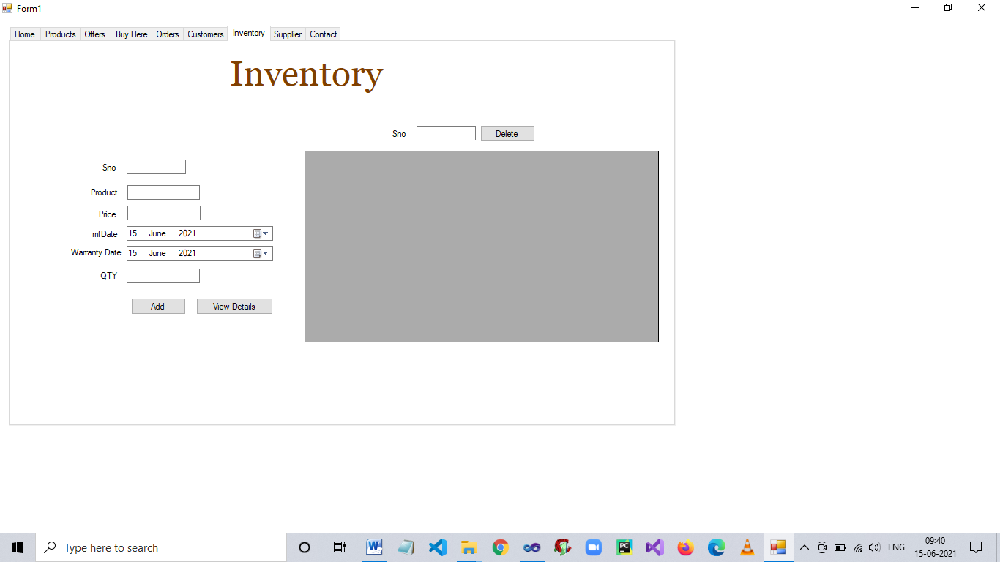 Form1
Home Products Offers Buy Here Orders Customers Inventory Supplier Contact
Inventory
Sno Delete
Sno
Product
Price
mfDate 15 June 2021
Warranty Date 15 June 2021
QTY
Add View Details
Type here to search
W
PC
ENG
09:40
15-06-2021